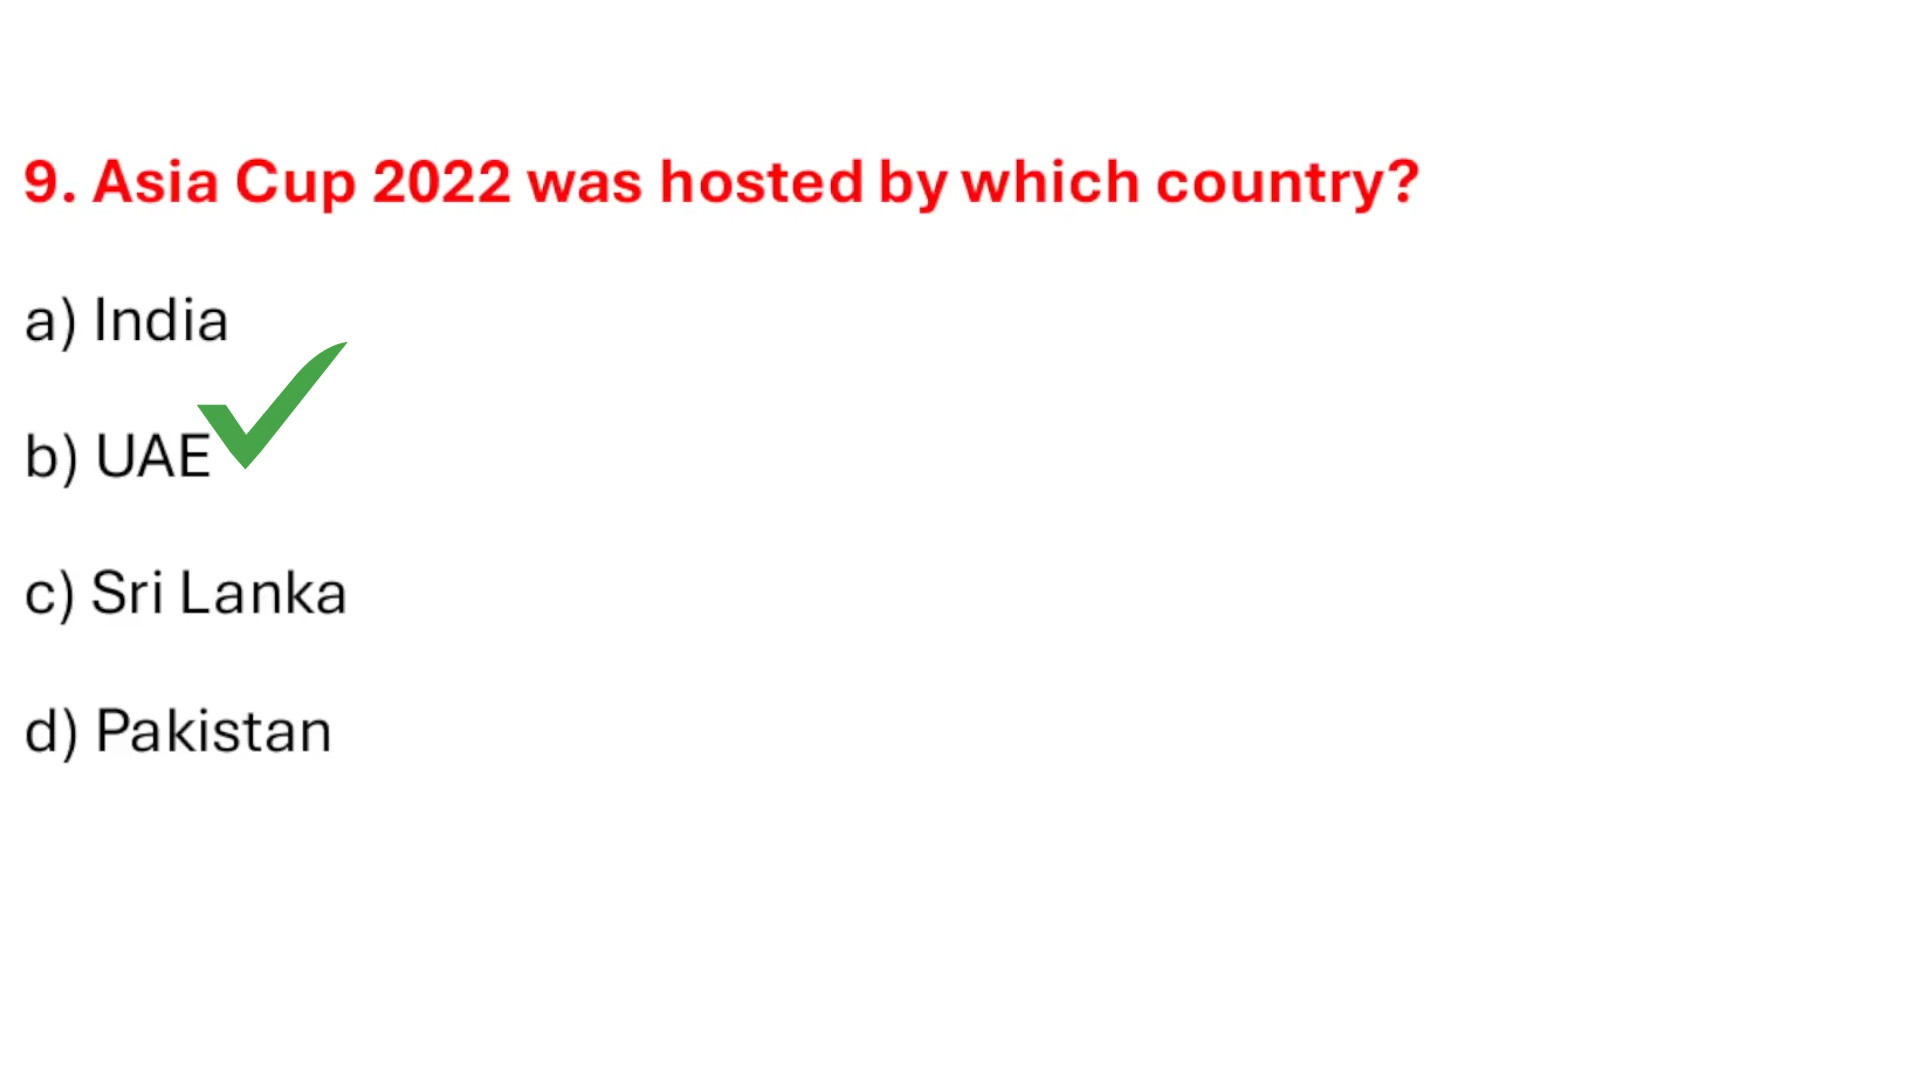 9. Asia Cup 2022 was hosted by which country?
a) India
b) UAE
c) Sri Lanka
d) Pakistan